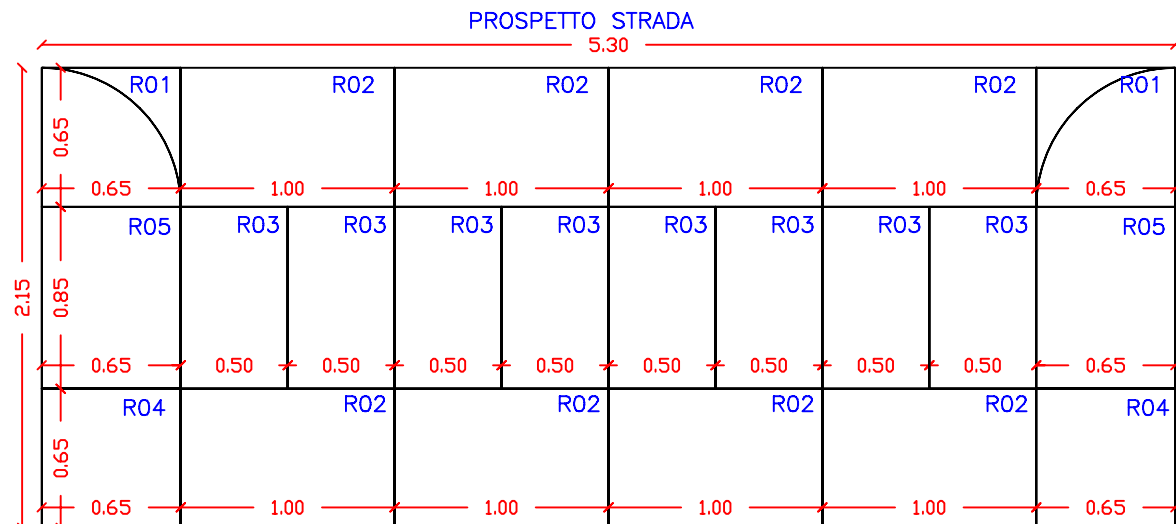 PROSPETTO STRADA
5.30
R01 R02 R02 R02 R02 R01
0.65
0.65 1.00 1.00 1.00 1.00 0.65
R05 R03 R03 R03 R03 R03 R03 R03 R03 R05
2.15 0.85
0.65 0.50 0.50 0.50 0.50 0.50 0.50 0.50 0.50 0.65
R04 R02 R02 R02 R02 R04
0.65
0.65 1.00 1.00 1.00 1.00 0.65